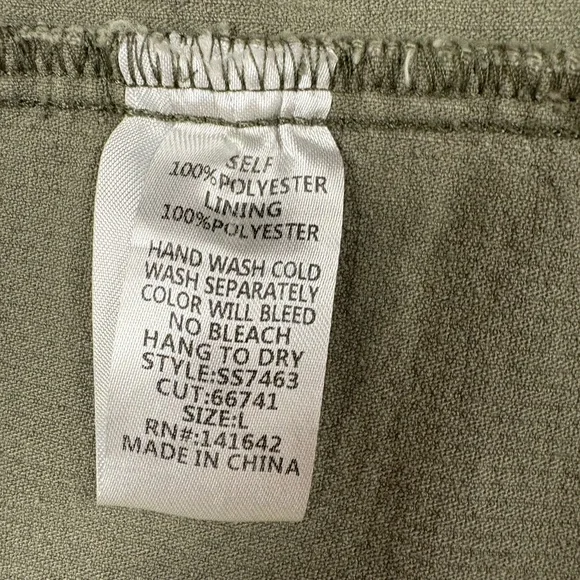 SELF
100%POLYESTER
LINING
100%POLYESTER
HAND WASH COLD
WASH SEPARATELY
COLOR WILL BLEED
NO BLEACH
HANG TO DRY
STYLE:SS7463
CUT:66741
SIZE:L
RN#:141642
MADE IN CHINA